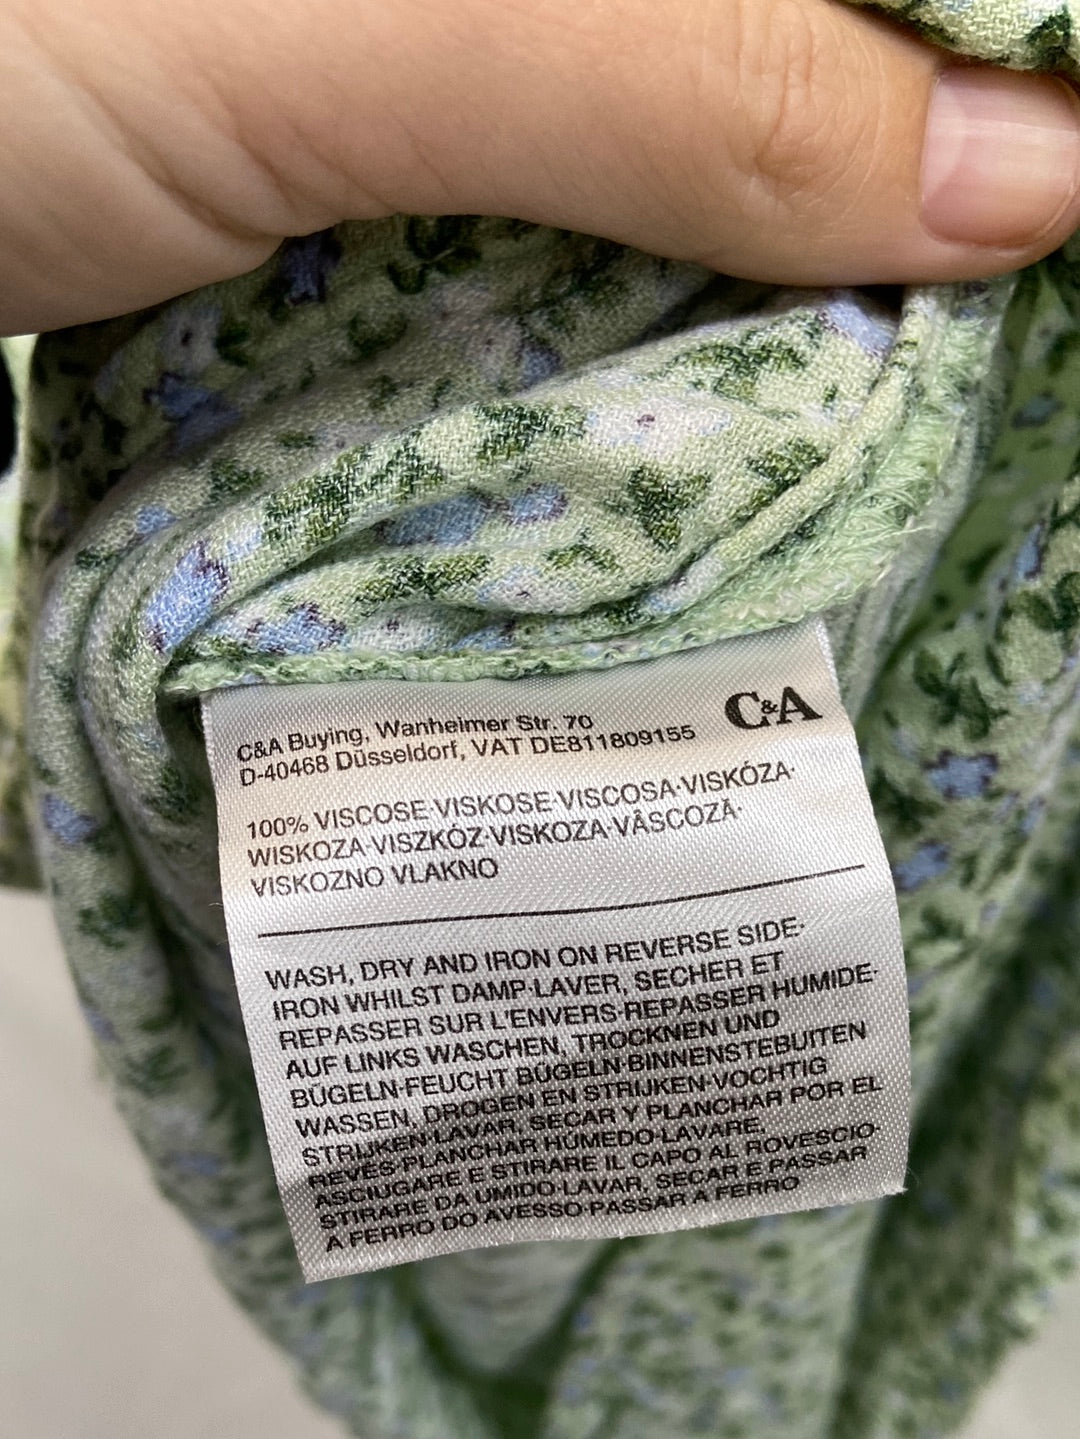 C&A Buying, Wanheimer Str. 70
D-40468 Düsseldorf, VAT DE811809155
C&A
100% VISCOSE·VISKOSE·VISCOSA·VISKÓZA·
WISKOZA·VISZKÓZ·VISKOZA·VÂSCOZĂ·
VISKOZNO VLAKNO
WASH, DRY AND IRON ON REVERSE SIDE·
IRON WHILST DAMP·LAVER, SECHER ET
REPASSER SUR L'ENVERS·REPASSER HUMIDE·
AUF LINKS WASCHEN, TROCKNEN UND
BÜGELN·FEUCHT BÜGELN·BINNENSTEBUITEN
WASSEN, DROGEN EN STRIJKEN·VOCHTIG
STRIJKEN·LAVAR, SECAR Y PLANCHAR POR EL
REVÉS·PLANCHAR HÚMEDO·LAVARE,
ASCIUGARE E STIRARE IL CAPO AL ROVESCIO·
STIRARE DA UMIDO·LAVAR, SECAR E PASSAR
A FERRO DO AVESSO·PASSAR A FERRO